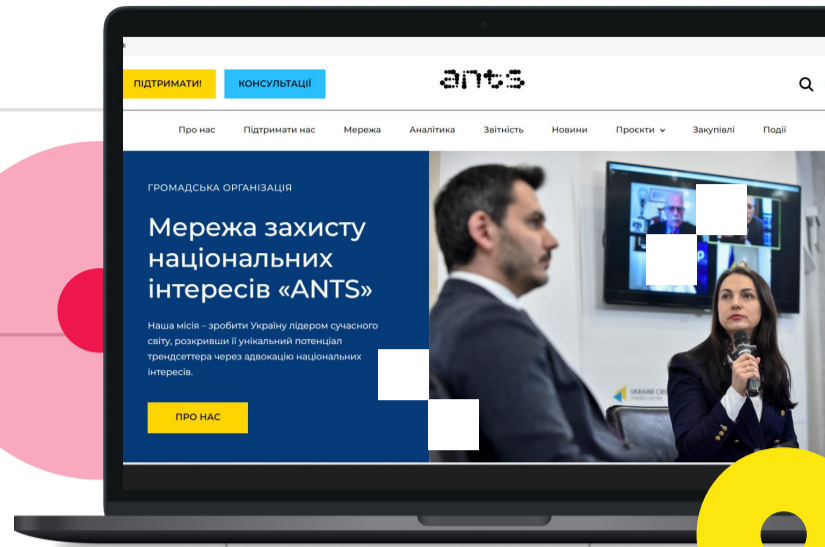 ПІДТРИМАТИ!
КОНСУЛЬТАЦІЇ
ants
Про нас
Підтримати нас
Мережа
Аналітика
Звітність
Новини
Проєкти
Закупівлі
Події
ГРОМАДСЬКА ОРГАНІЗАЦІЯ
Мережа захисту
національних
інтересів «ANTS»
Наша місія – зробити Україну лідером сучасного
світу, розкривши її унікальний потенціал
трендсеттера через адвокацію національних
інтересів.
ПРО НАС
UKRAINE